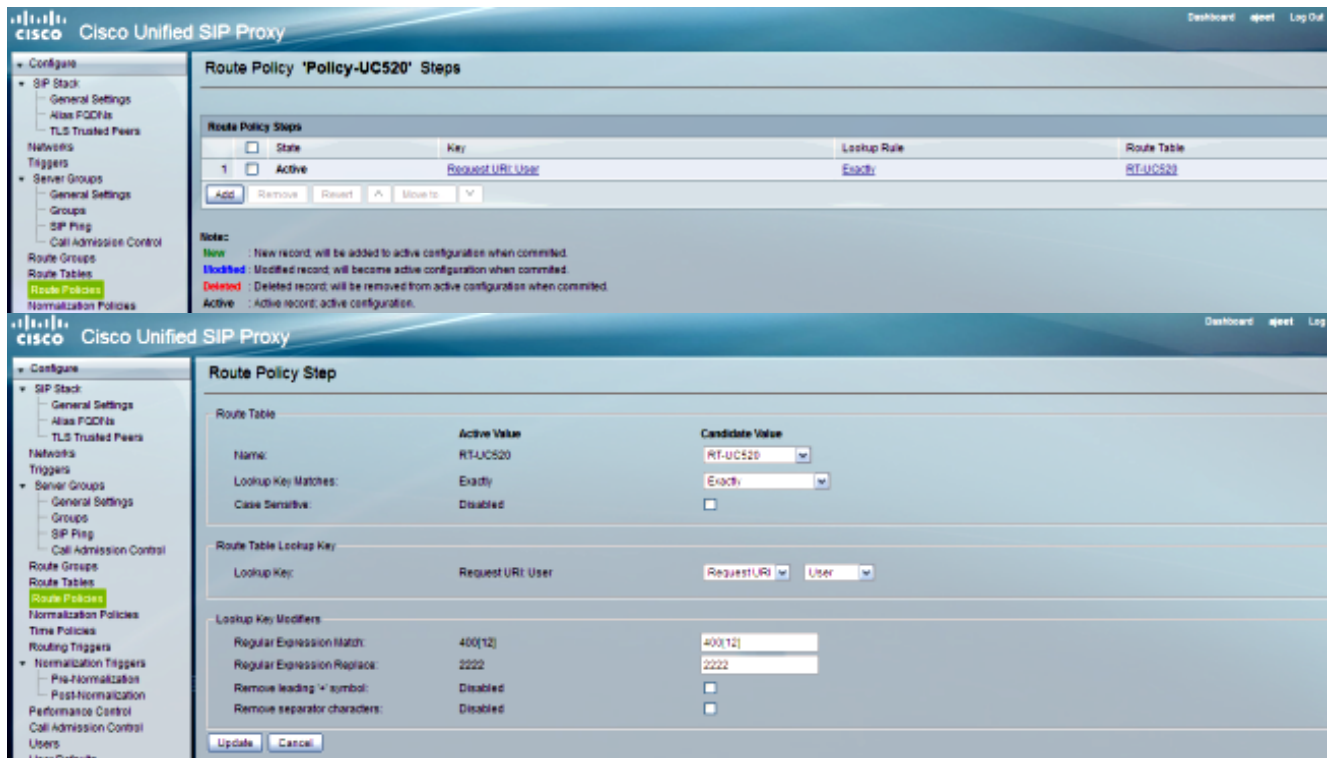 Dashboard ajeet Log Out
cisco Cisco Unified SIP Proxy
Configure
SIP Stack
General Settings
Alias FQDNs
TLS Trusted Peers
Networks
Triggers
Server Groups
General Settings
Groups
SIP Ping
Call Admission Control
Route Groups
Route Tables
Route Policies
Normalization Policies
Route Policy 'Policy-UC520' Steps
Route Policy Steps
State Key Lookup Rule Route Table
1 Active Request URI: User Exactly RT-UC520
Add Remove Revert Move to
Note:
New : New record; will be added to active configuration when commited.
Modified : Modified record; will become active configuration when commited.
Deleted : Deleted record; will be removed from active configuration when commited.
Active : Active record; active configuration.
Dashboard ajeet Log
cisco Cisco Unified SIP Proxy
Configure
SIP Stack
General Settings
Alias FQDNs
TLS Trusted Peers
Networks
Triggers
Server Groups
General Settings
Groups
SIP Ping
Call Admission Control
Route Groups
Route Tables
Route Policies
Normalization Policies
Time Policies
Routing Triggers
Normalization Triggers
Pre-Normalization
Post-Normalization
Performance Control
Call Admission Control
Users
Route Policy Step
Route Table
Active Value Candidate Value
Name: RT-UC520 RT-UC520
Lookup Key Matches: Exactly Exactly
Case Sensitive: Disabled
Route Table Lookup Key
Lookup Key: Request URI: User Request URI User
Lookup Key Modifiers
Regular Expression Match: 400[12] 400[12]
Regular Expression Replace: 2222 2222
Remove leading '+' symbol: Disabled
Remove separator characters: Disabled
Update Cancel